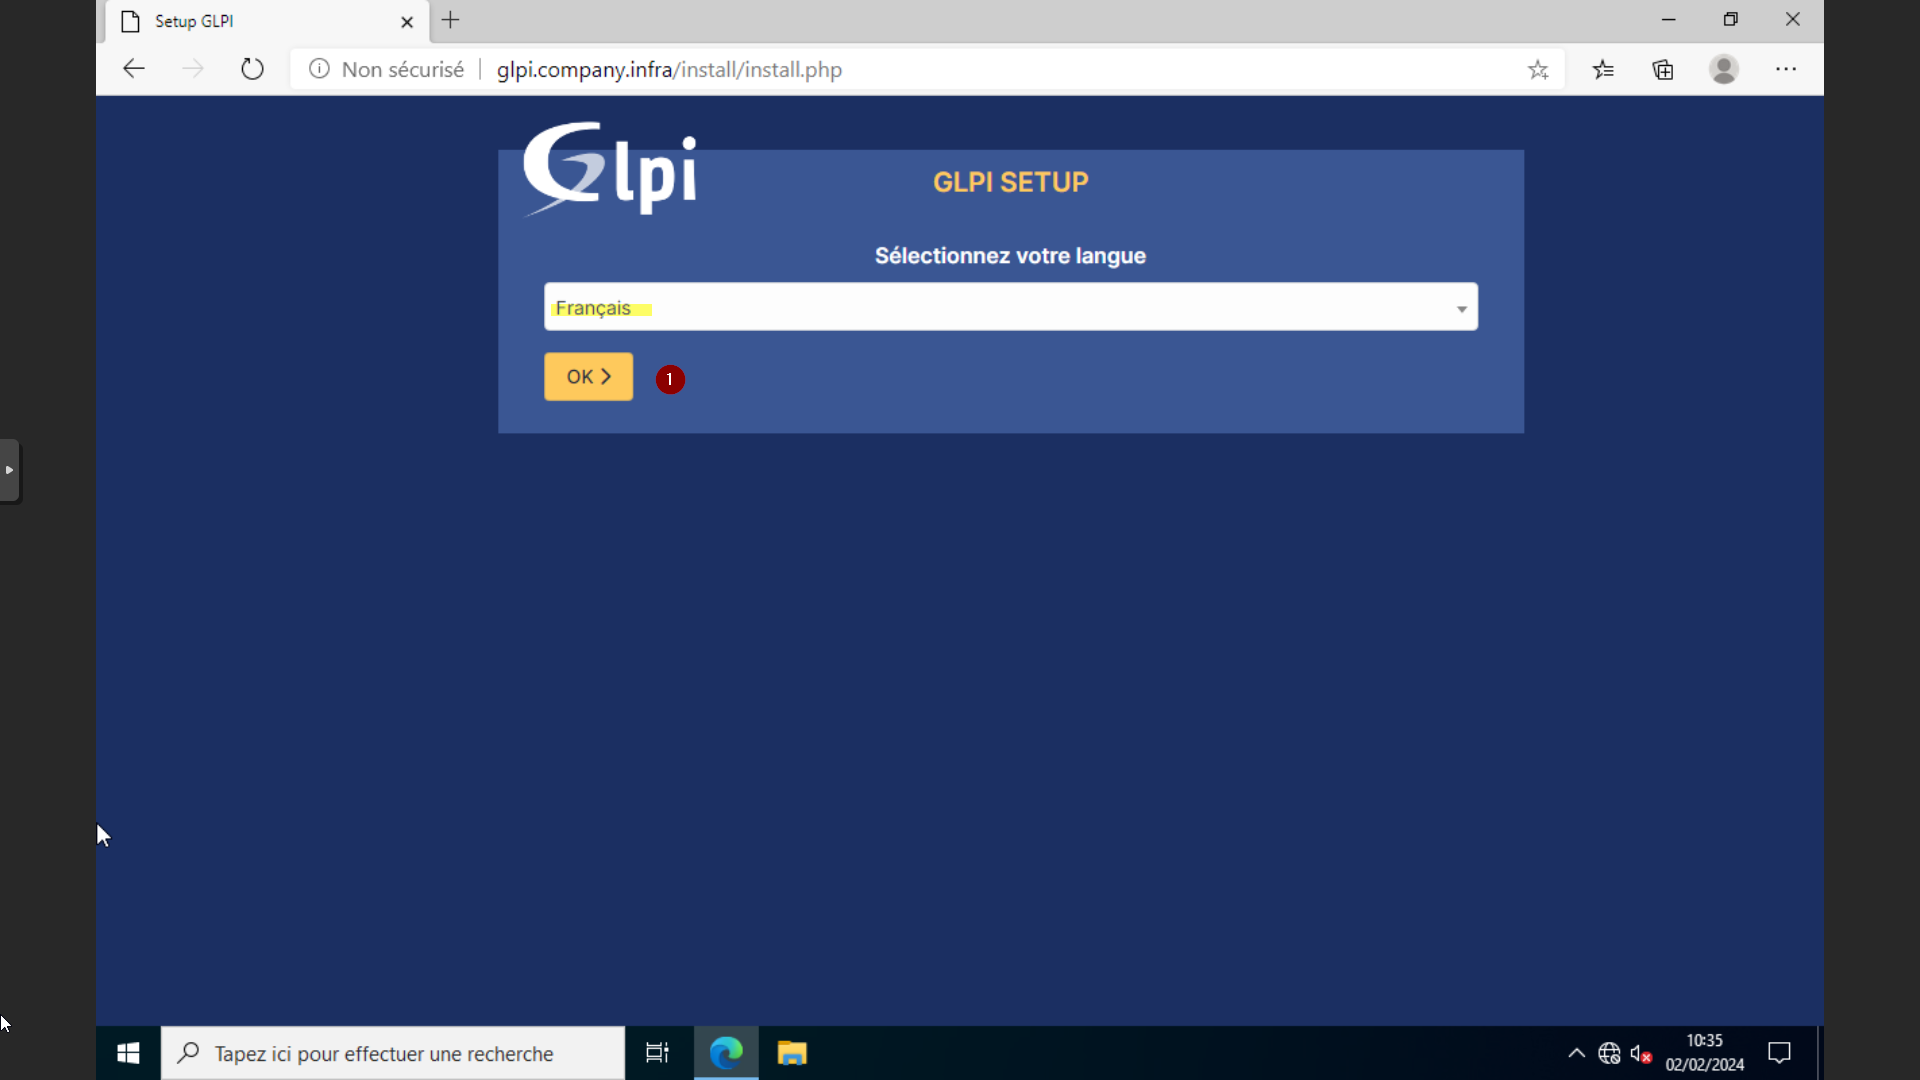 Setup GLPI
Non sécurisé | glpi.company.infra/install/install.php
Glpi
GLPI SETUP
Sélectionnez votre langue
Français
OK
1
Tapez ici pour effectuer une recherche
10:35
02/02/2024